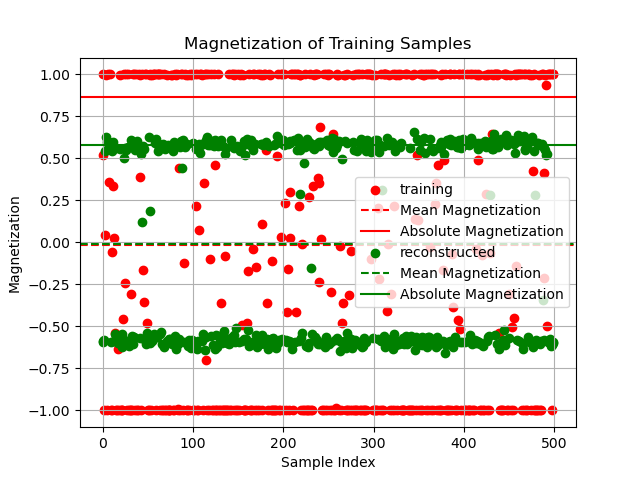 Magnetization of Training Samples
Magnetization
1.00
0.75
0.50
0.25
0.00
−0.25
−0.50
−0.75
−1.00
training
Mean Magnetization
Absolute Magnetization
reconstructed
Mean Magnetization
Absolute Magnetization
0 100 200 300 400 500
Sample Index